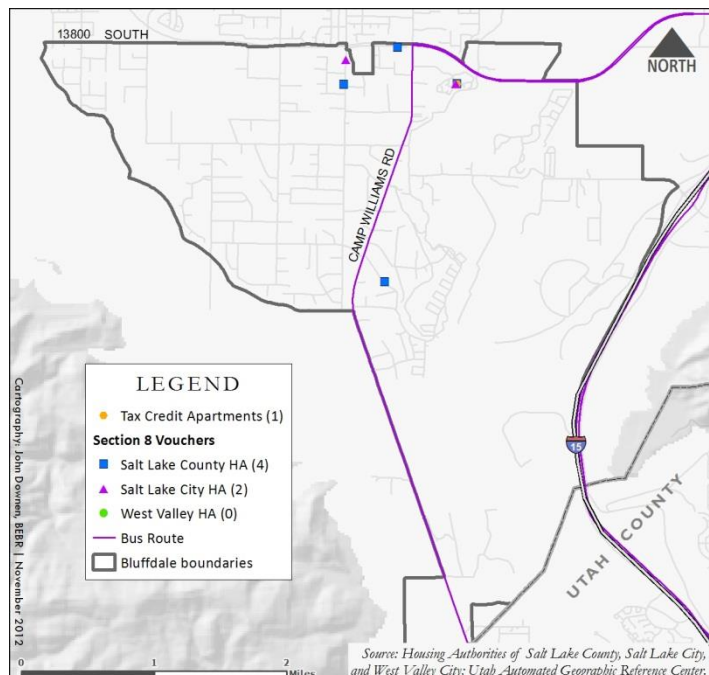 13800 SOUTH
NORTH
CAMP WILLIAMS RD
LEGEND
Tax Credit Apartments (1)
Section 8 Vouchers
Salt Lake County HA (4)
Salt Lake City HA (2)
West Valley HA (0)
Bus Route
Bluffdale boundaries
15
UTAH COUNTY
Cartography: John Downen, BEBR | November 2012
0 1 2
Miles
Source: Housing Authorities of Salt Lake County, Salt Lake City,
and West Valley City; Utah Automated Geographic Reference Center.